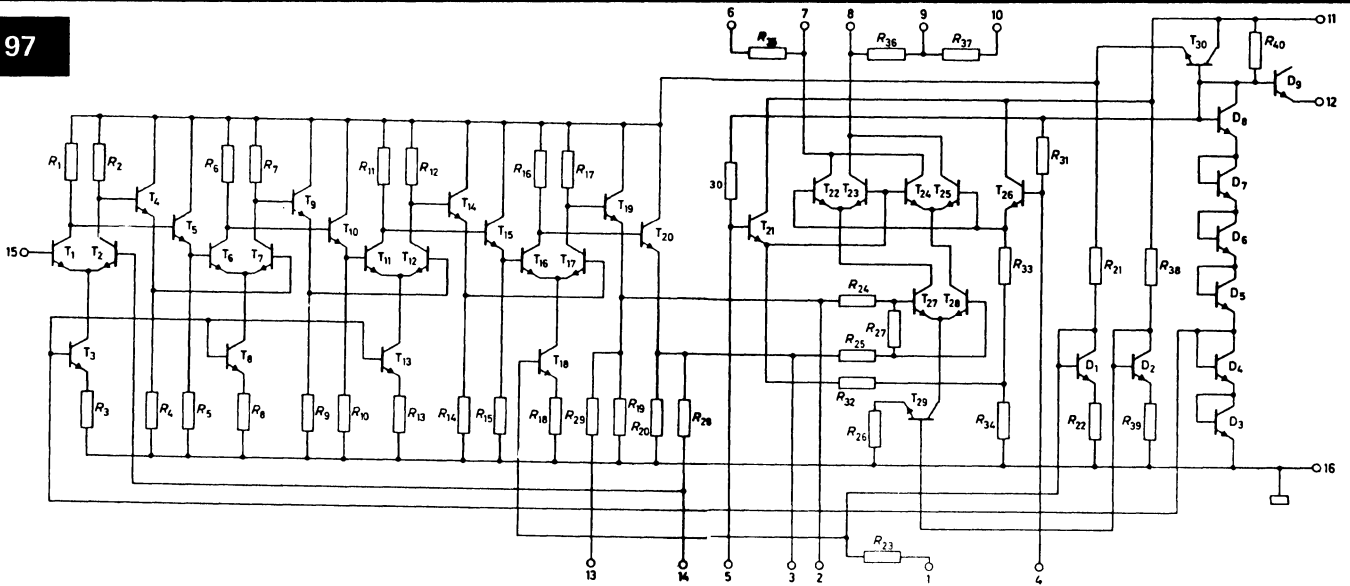 97
6 7 8 9 10
R35 R36 R37
11
T30 R40
D9
12
D8
R1 R2 R6 R7 R11 R12 R16 R17
R31
T4 T9 T14 T19
30
T22 T23 T24 T25 T26
D7
T5 T10 T15 T20 T21
15 T1 T2 T6 T7 T11 T12 T16 T17
D6
R33 R21 R38
R24 T27 T28
D5
R27
T3 T8 T13 T18
R25
D1 D2 D4
R32 T29
R3 R4 R5 R8 R9 R10 R13 R14 R15 R18 R29 R19 R20 R28
R26 R34 R22 R39 D3
16
R23
13 14 5 3 2 1 4